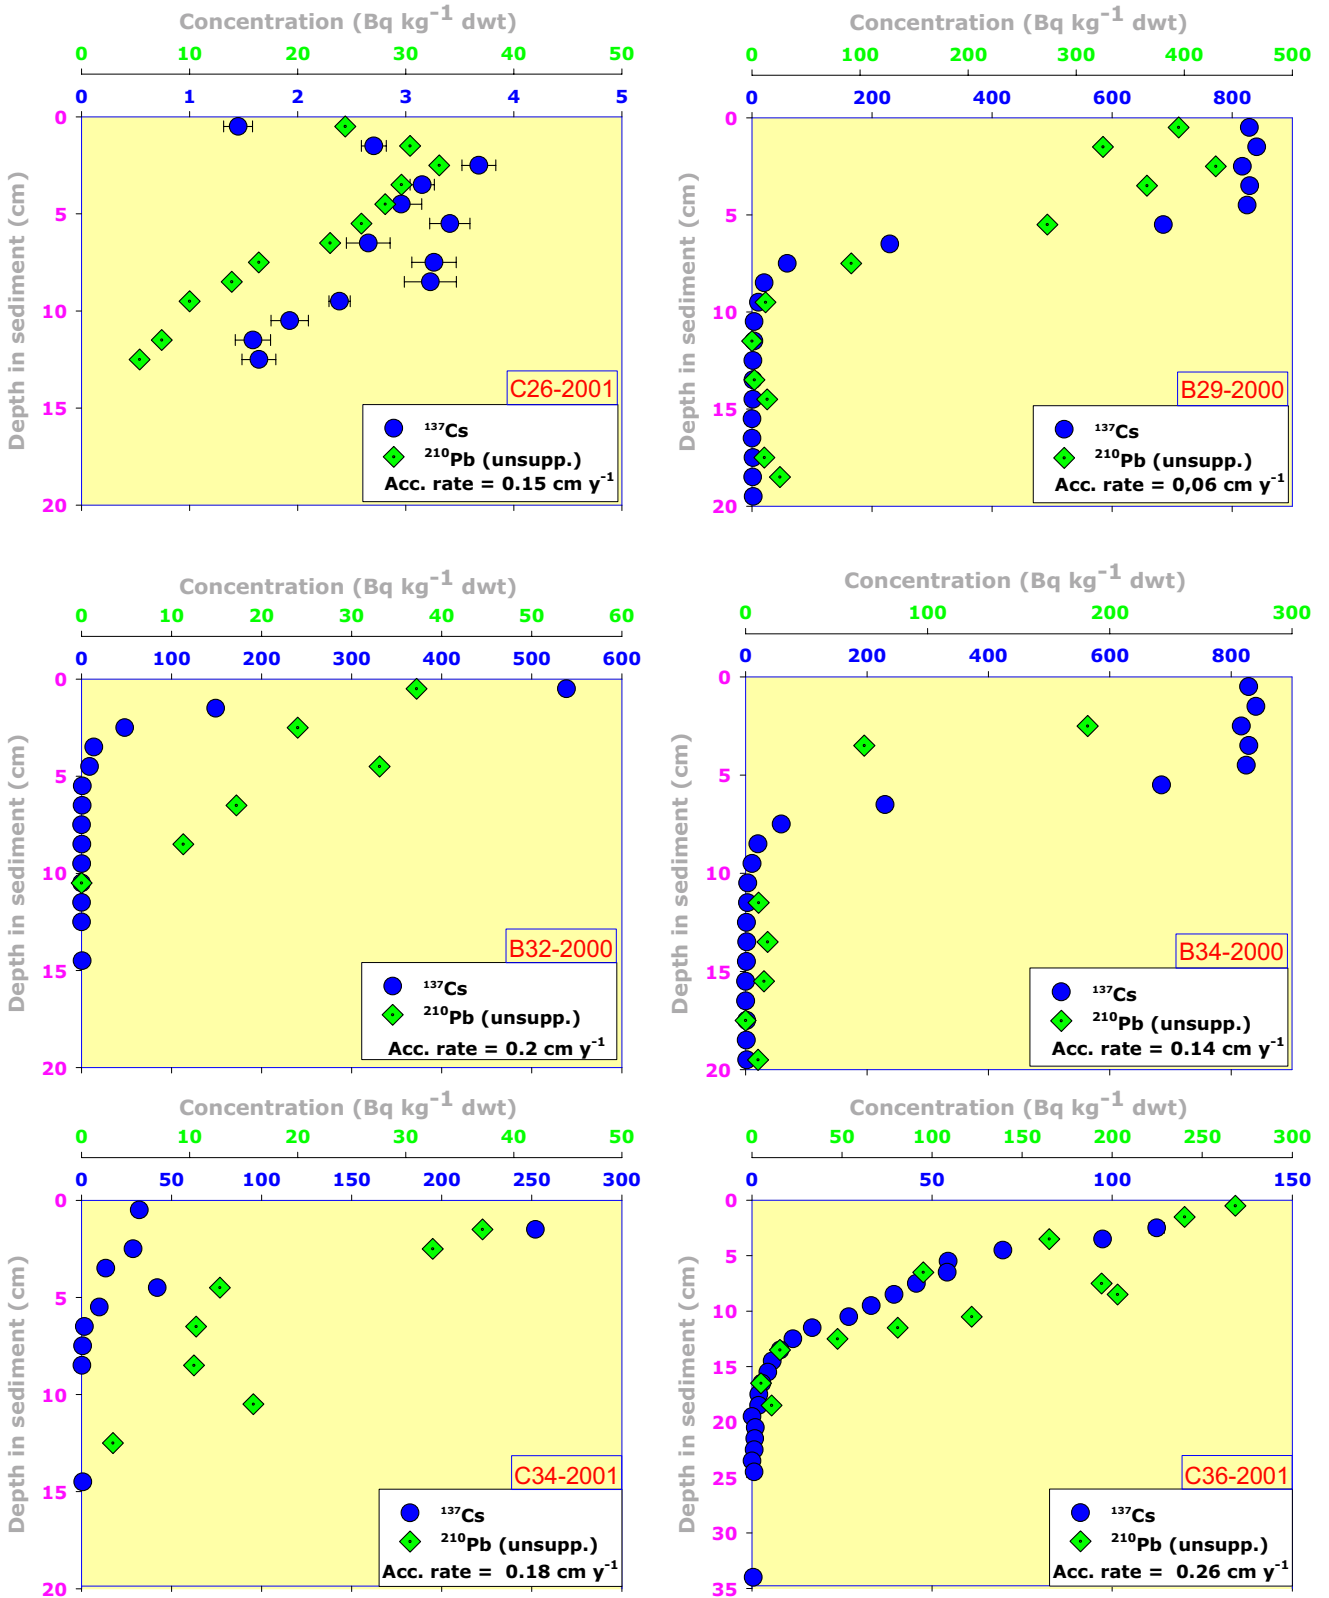 Concentration (Bq kg-1 dwt)
0 10 20 30 40 50
0 1 2 3 4 5
Depth in sediment (cm)
0
5
10
15
20
C26-2001
137Cs
210Pb (unsupp.)
Acc. rate = 0.15 cm y-1
Concentration (Bq kg-1 dwt)
0 100 200 300 400 500
0 200 400 600 800
Depth in sediment (cm)
0
5
10
15
20
B29-2000
137Cs
210Pb (unsupp.)
Acc. rate = 0,06 cm y-1
Concentration (Bq kg-1 dwt)
0 10 20 30 40 50 60
0 100 200 300 400 500 600
Depth in sediment (cm)
0
5
10
15
20
B32-2000
137Cs
210Pb (unsupp.)
Acc. rate = 0.2 cm y-1
Concentration (Bq kg-1 dwt)
0 100 200 300
0 200 400 600 800
Depth in sediment (cm)
0
5
10
15
20
B34-2000
137Cs
210Pb (unsupp.)
Acc. rate = 0.14 cm y-1
Concentration (Bq kg-1 dwt)
0 10 20 30 40 50
0 50 100 150 200 250 300
Depth in sediment (cm)
0
5
10
15
20
C34-2001
137Cs
210Pb (unsupp.)
Acc. rate = 0.18 cm y-1
Concentration (Bq kg-1 dwt)
0 50 100 150 200 250 300
0 50 100 150
Depth in sediment (cm)
0
5
10
15
20
25
30
35
C36-2001
137Cs
210Pb (unsupp.)
Acc. rate = 0.26 cm y-1